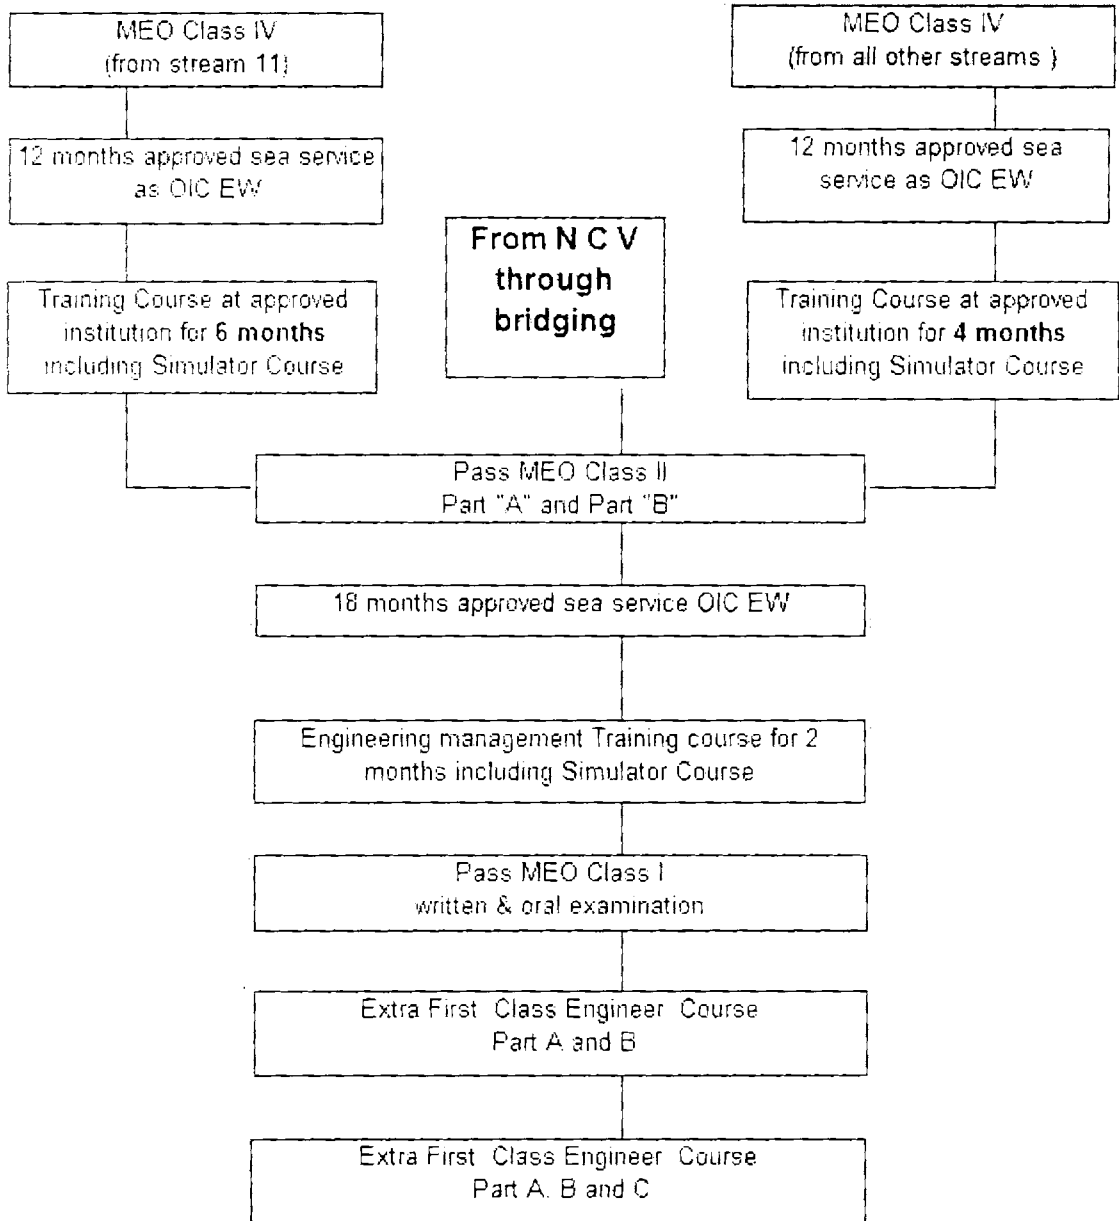 MEO Class IV
(from stream 11)
12 months approved sea service
as OIC EW
Training Course at approved
institution for 6 months
including Simulator Course
From N C V
through
bridging
MEO Class IV
(from all other streams )
12 months approved sea
service as OIC EW
Training Course at approved
institution for 4 months
including Simulator Course
Pass MEO Class II
Part "A" and Part "B"
18 months approved sea service OIC EW
Engineering management Training course for 2
months including Simulator Course
Pass MEO Class I
written & oral examination
Extra First Class Engineer Course
Part A and B
Extra First Class Engineer Course
Part A. B and C